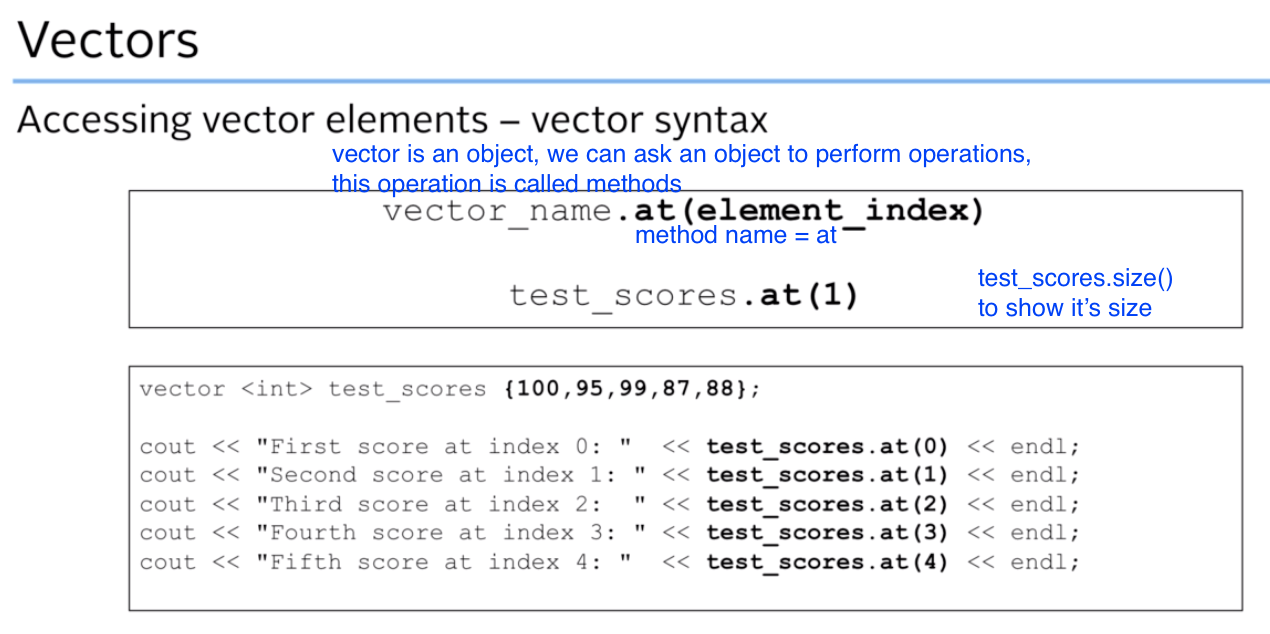 Vectors
Accessing vector elements – vector syntax
vector is an object, we can ask an object to perform operations,
this operation is called methods
vector_name.at(element_index)
method name = at
test_scores.at(1)
test_scores.size()
to show it's size
vector <int> test_scores {100,95,99,87,88};
cout << "First score at index 0: "  << test_scores.at(0) << endl;
cout << "Second score at index 1: " << test_scores.at(1) << endl;
cout << "Third score at index 2:  " << test_scores.at(2) << endl;
cout << "Fourth score at index 3: " << test_scores.at(3) << endl;
cout << "Fifth score at index 4: "  << test_scores.at(4) << endl;